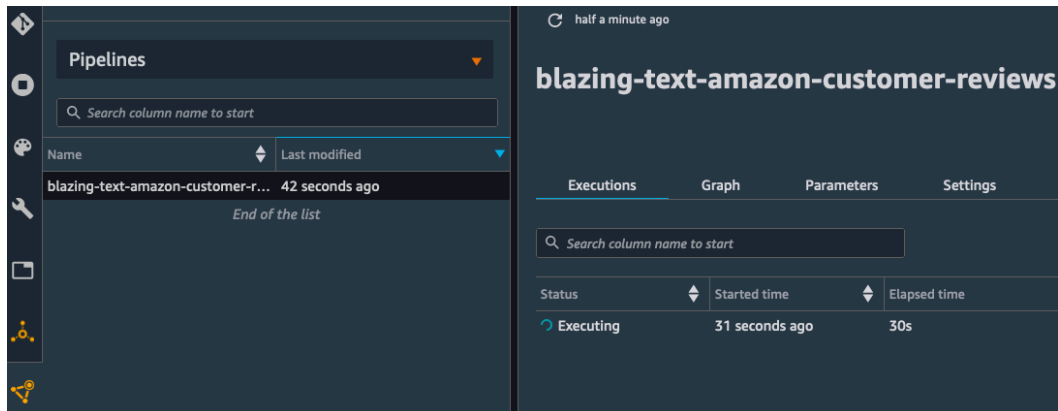 half a minute ago
Pipelines
blazing-text-amazon-customer-reviews
Search column name to start
Name Last modified
blazing-text-amazon-customer-r... 42 seconds ago
End of the list
Executions Graph Parameters Settings
Search column name to start
Status Started time Elapsed time
Executing 31 seconds ago 30s